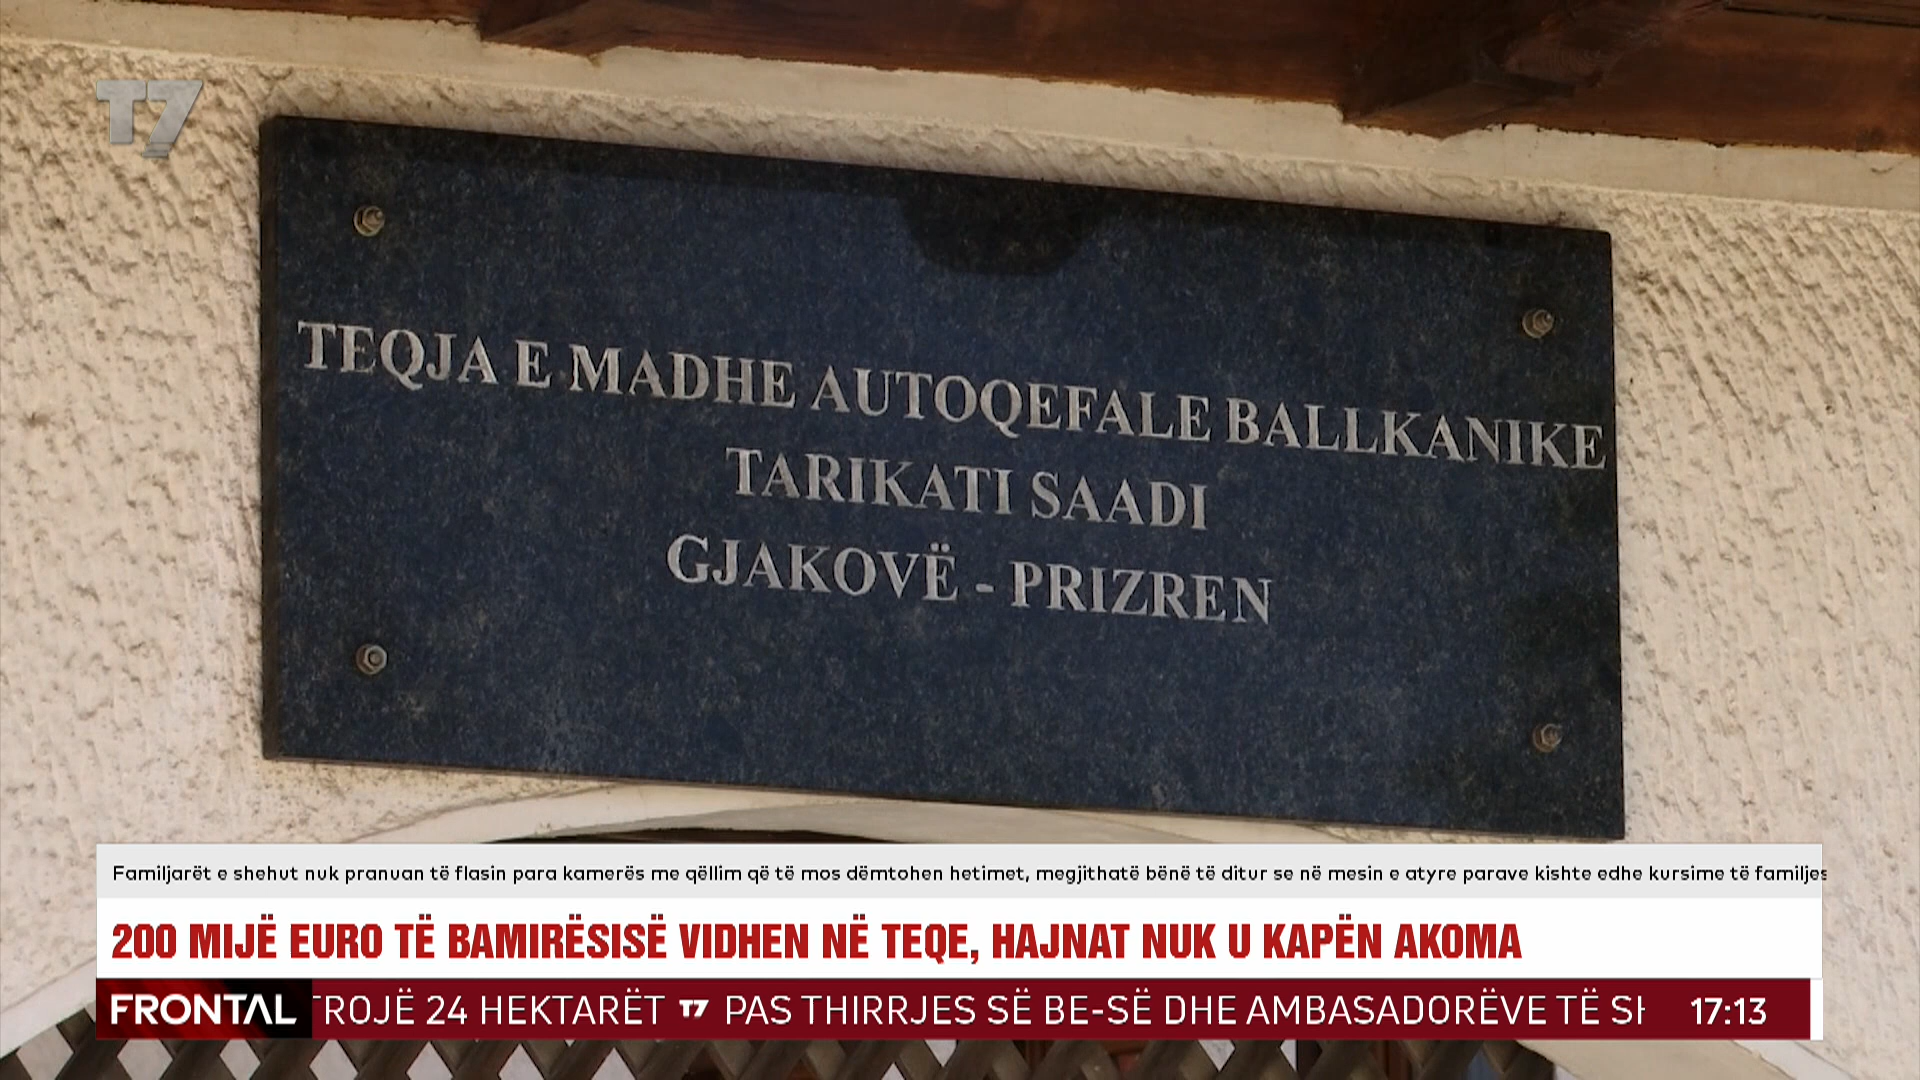 T7
TEQJA E MADHE AUTOQEFALE BALLKANIKE
TARIKATI SAADI
GJAKOVË - PRIZREN
Familjarët e shehut nuk pranuan të flasin para kamerës me qëllim që të mos dëmtohen hetimet, megjithatë bënë të ditur se në mesin e atyre parave kishte edhe kursime të familjes
200 MIJË EURO TË BAMIRËSISË VIDHEN NË TEQE, HAJNAT NUK U KAPËN AKOMA
FRONTAL TROJË 24 HEKTARËT T7 PAS THIRRJES SË BE-SË DHE AMBASADORËVE TË SH 17:13